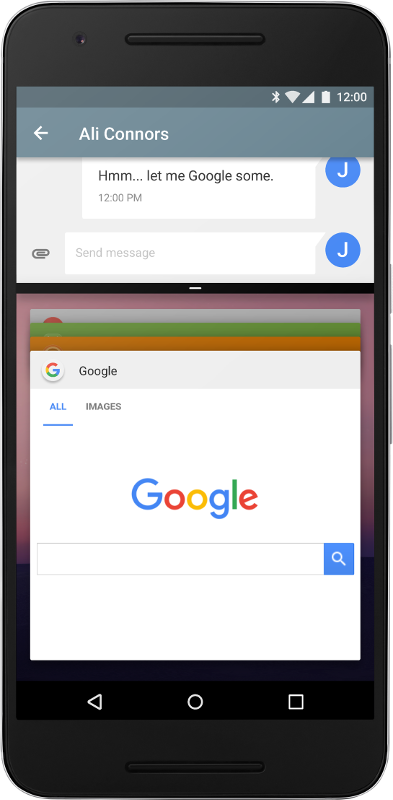 12:00
Ali Connors
Hmm... let me Google some.
J
12:00 PM
Send message
J
G Google
ALL IMAGES
Google